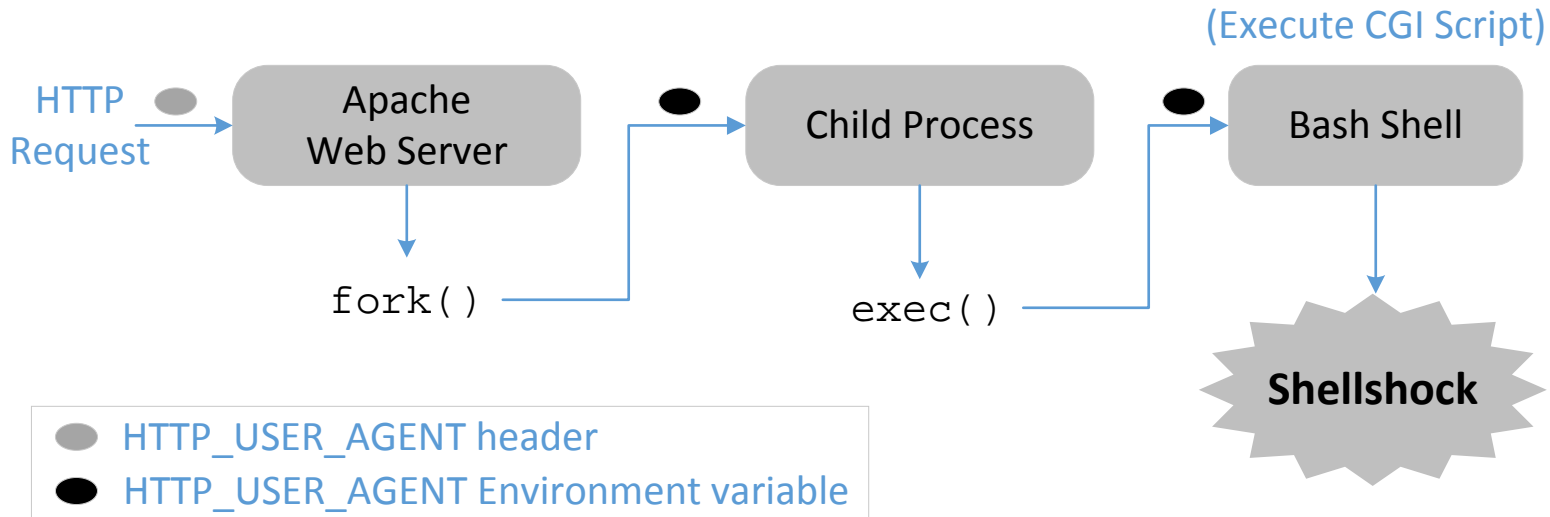 (Execute CGI Script)
HTTP
Request
Apache
Web Server
Child Process
Bash Shell
fork()
exec()
Shellshock
HTTP_USER_AGENT header
HTTP_USER_AGENT Environment variable